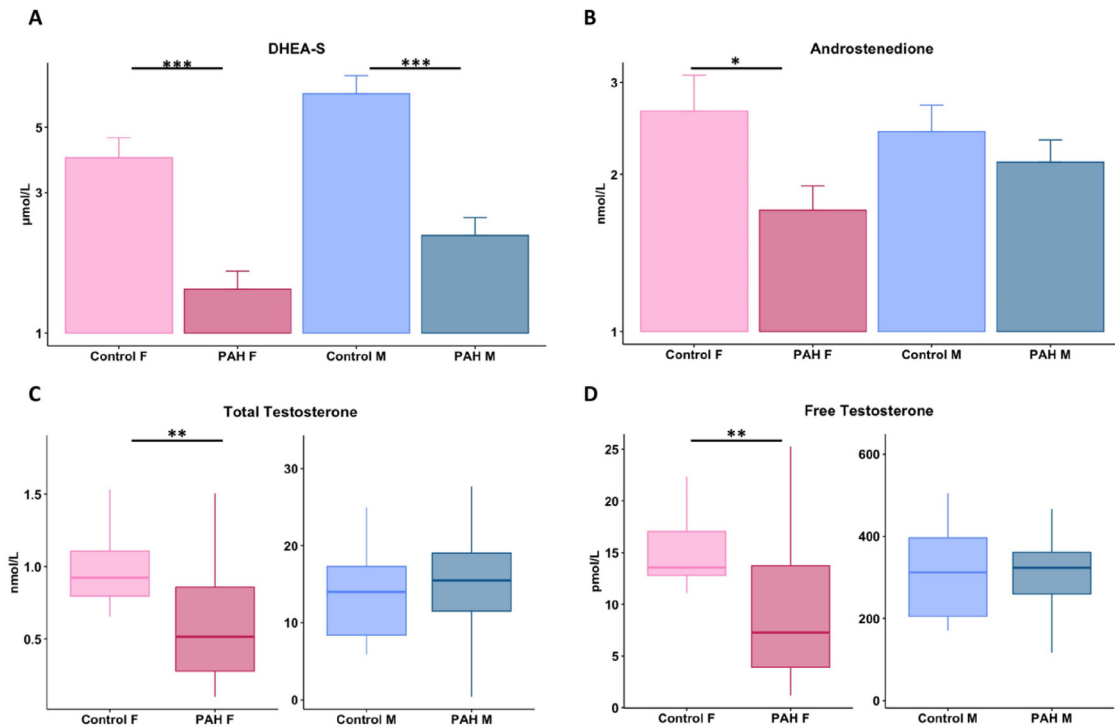 A
DHEA-S
***
***
µmol/L
5
3
1
Control F
PAH F
Control M
PAH M
B
Androstenedione
*
nmol/L
3
2
1
Control F
PAH F
Control M
PAH M
C
Total Testosterone
**
nmol/L
1.5
1.0
0.5
Control F
PAH F
30
20
10
0
Control M
PAH M
D
Free Testosterone
**
pmol/L
25
20
15
10
5
0
Control F
PAH F
600
400
200
0
Control M
PAH M